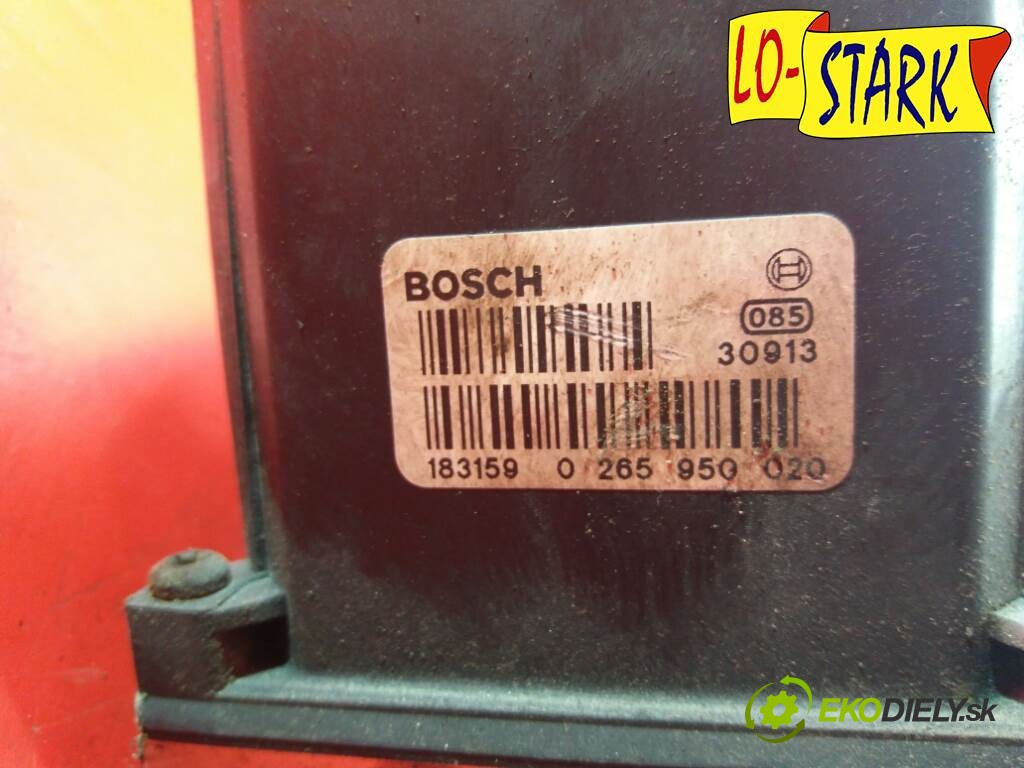 LO-STARK
BOSCH
085
30913
183159 0 265 950 020
EKODIELY.sk